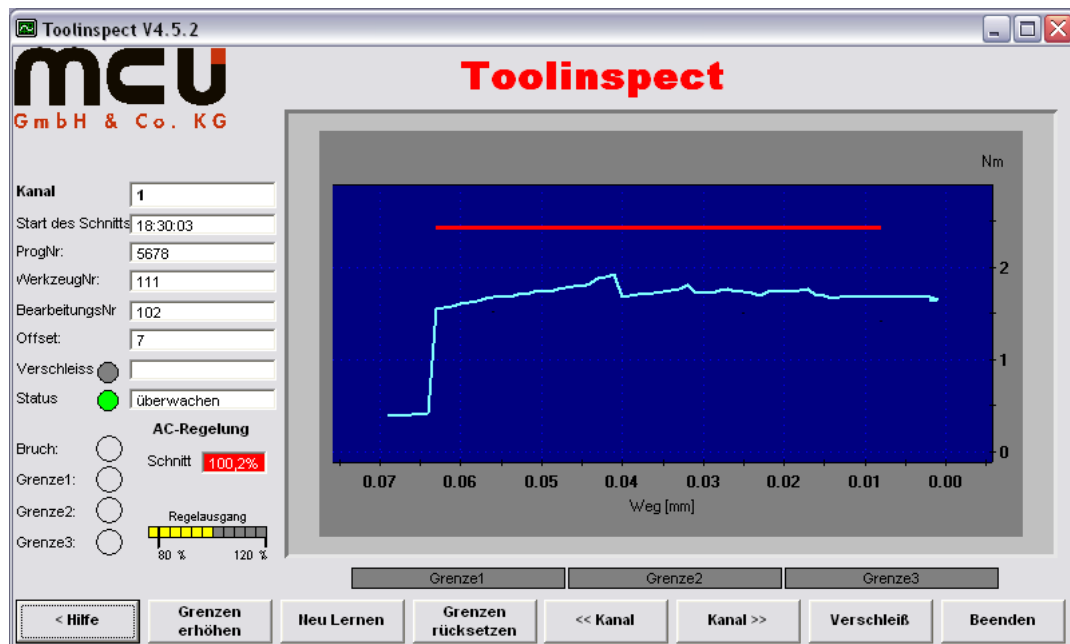 Toolinspect V4.5.2
mcu
GmbH & Co. KG
Toolinspect
Kanal 1
Start des Schnitts 18:30:03
ProgNr: 5678
WerkzeugNr: 111
BearbeitungsNr 102
Offset: 7
Verschleiss
Status überwachen
AC-Regelung
Bruch:
Schnitt 100,2%
Grenze1:
Grenze2:
Regelausgang
Grenze3:
80 % 120 %
Nm
2
1
0
0.07 0.06 0.05 0.04 0.03 0.02 0.01 0.00
Weg [mm]
Grenze1 Grenze2 Grenze3
< Hilfe
Grenzen
erhöhen
Neu Lernen
Grenzen
rücksetzen
<< Kanal
Kanal >>
Verschleiß
Beenden